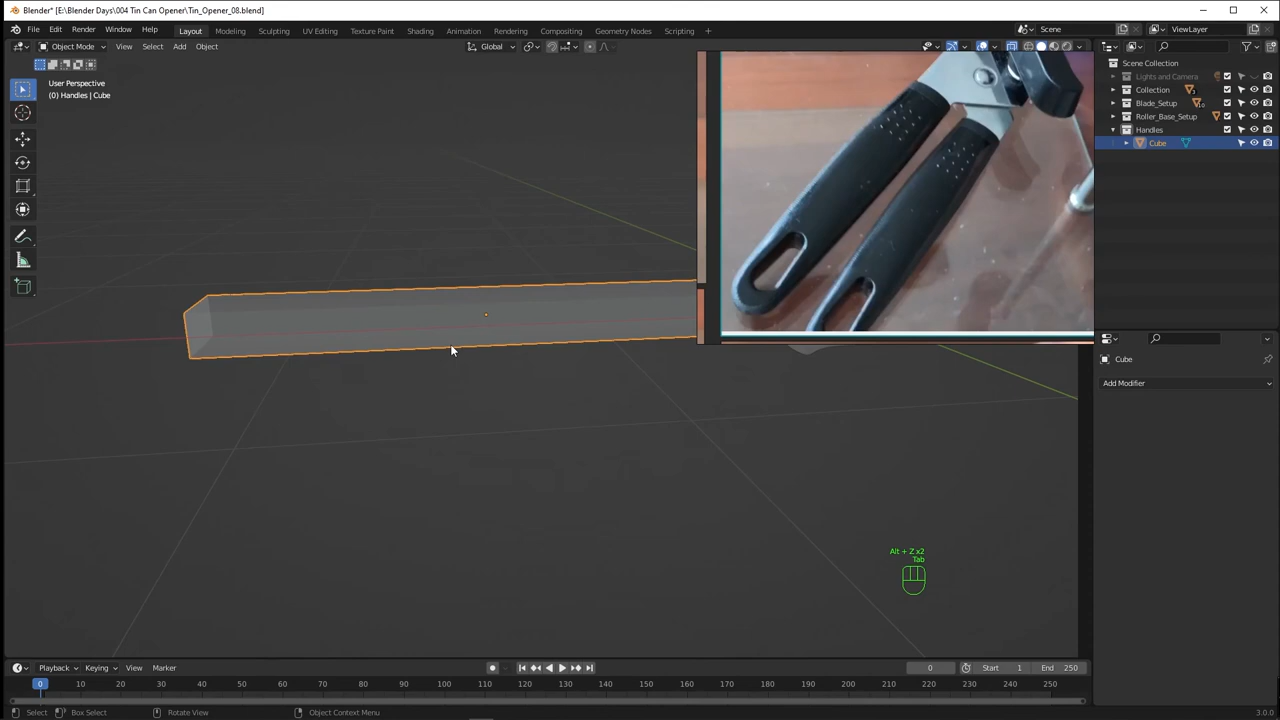 Blender* [E:\Blender Days\004 Tin Can Opener\Tin_Opener_08.blend]
File Edit Render Window Help Layout Modeling Sculpting UV Editing Texture Paint Shading Animation Rendering Compositing Geometry Nodes Scripting + Scene ViewLayer
Object Mode View Select Add Object Global
User Perspective
(0) Handles | Cube
Scene Collection
Lights and Camera
Collection 3
Blade_Setup
Roller_Base_Setup
Handles
Cube
Cube
Add Modifier
Alt + Z x2
Tab
Playback Keying View Marker 0 Start 1 End 250
0 10 20 30 40 50 60 70 80 90 100 110 120 130 140 150 160 170 180 190 200 210 220 230 240 250
Select Box Select Rotate View Object Context Menu 3.0.0